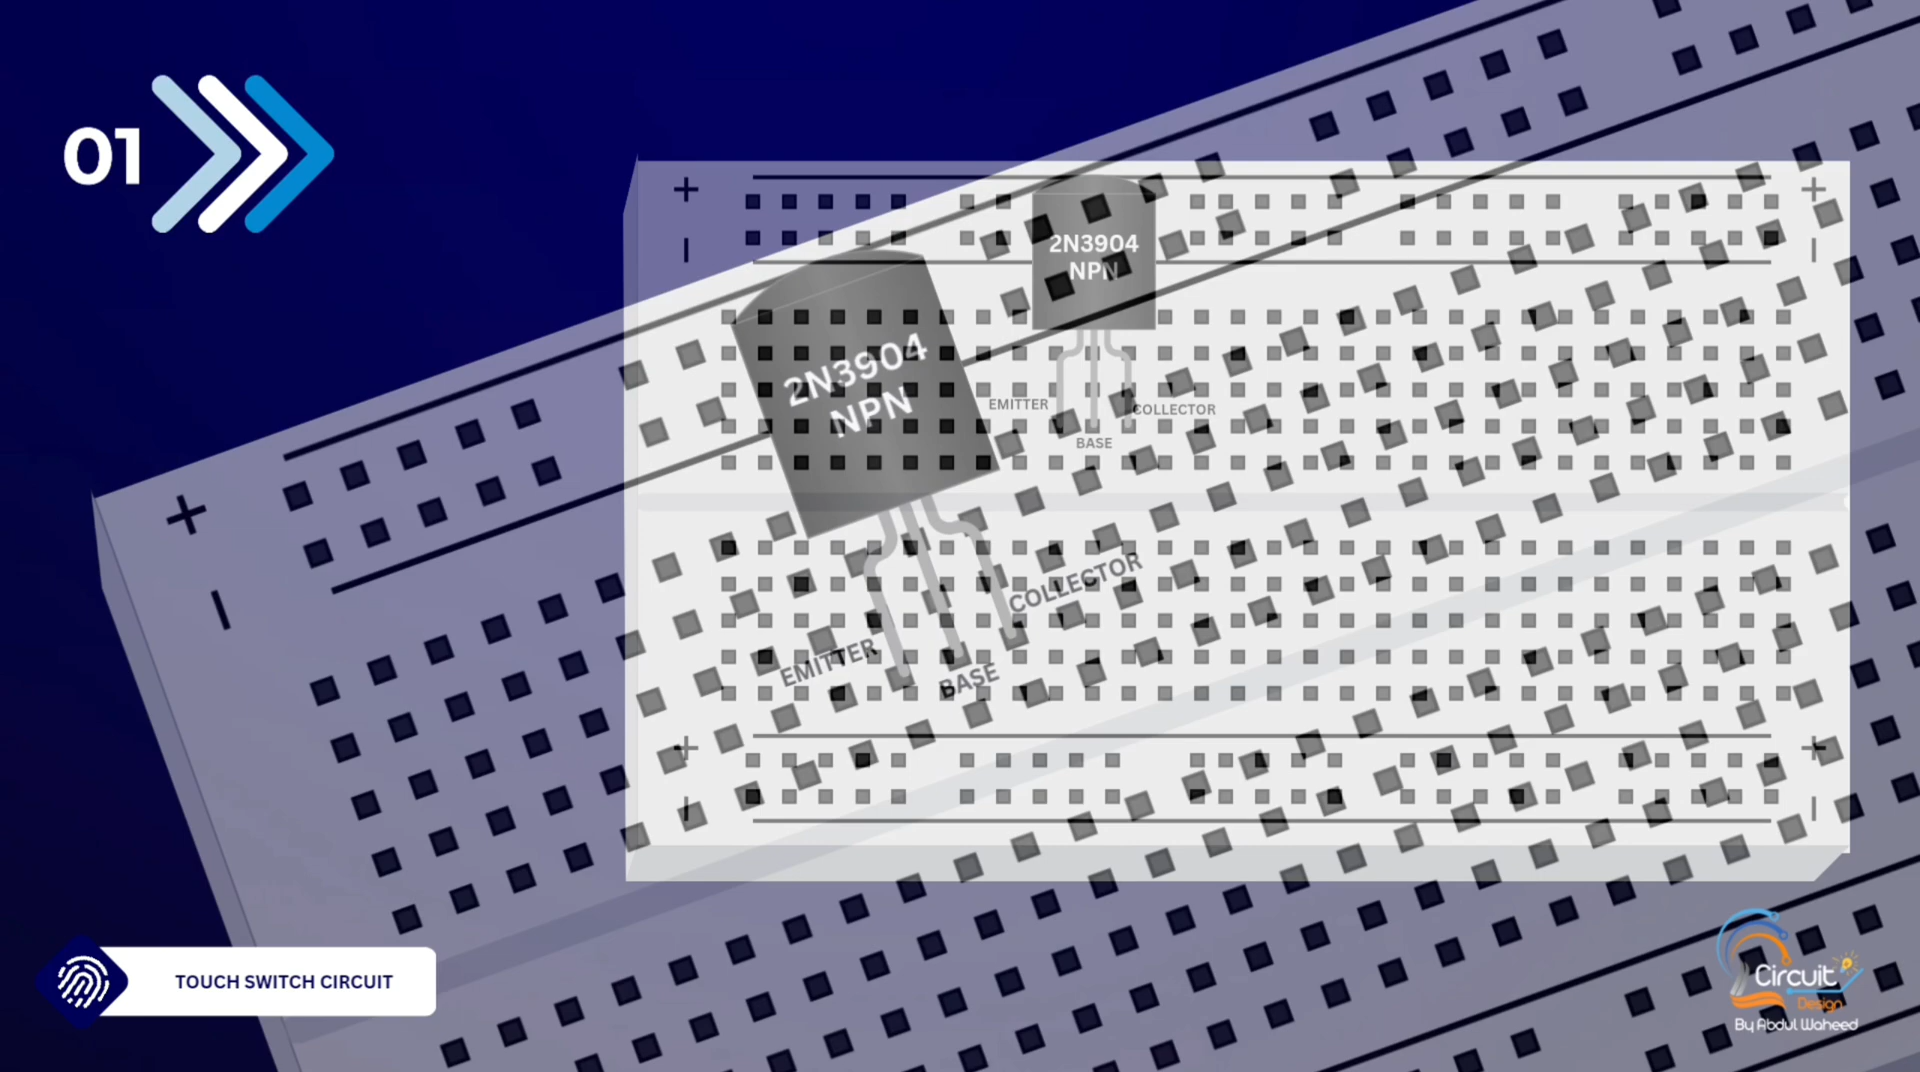 01
+
+
2N3904
NPN
2N3904
NPN
EMITTER
COLLECTOR
BASE
+
COLLECTOR
EMITTER
BASE
+
+
TOUCH SWITCH CIRCUIT
Circuit
Design
By Abdul Waheed